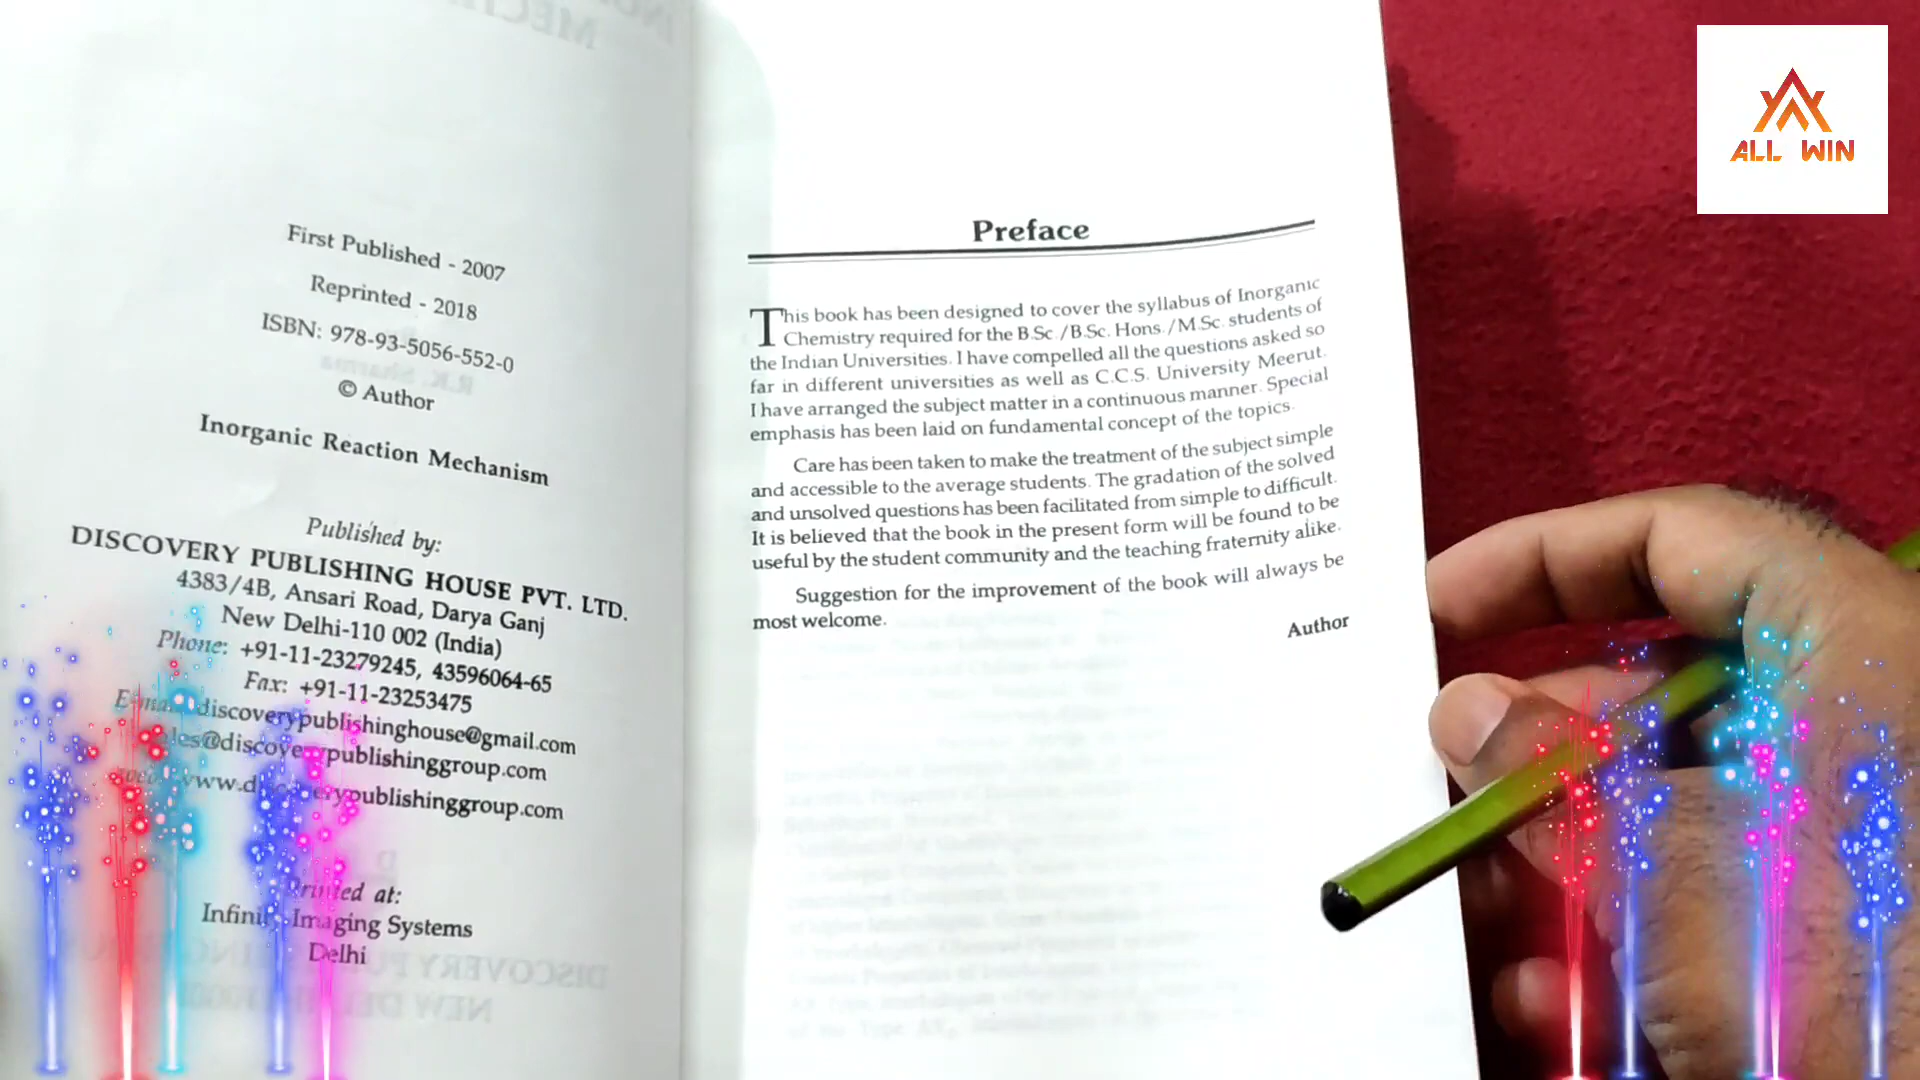 First Published - 2007
Reprinted - 2018
ISBN: 978-93-5056-552-0
© Author
Inorganic Reaction Mechanism
Published by:
DISCOVERY PUBLISHING HOUSE PVT. LTD.
4383/4B, Ansari Road, Darya Ganj
New Delhi-110 002 (India)
Phone: +91-11-23279245, 43596064-65
Fax: +91-11-23253475
discoverypublishinghouse@gmail.com
sales@discoverypublishinggroup.com
www.discoverypublishinggroup.com
Printed at:
Infiniti Imaging Systems
Delhi
Preface
This book has been designed to cover the syllabus of Inorganic
Chemistry required for the B.Sc./B.Sc. Hons./M.Sc. students of
the Indian Universities. I have compelled all the questions asked so
far in different universities as well as C.C.S. University Meerut.
I have arranged the subject matter in a continuous manner. Special
emphasis has been laid on fundamental concept of the topics.
Care has been taken to make the treatment of the subject simple
and accessible to the average students. The gradation of the solved
and unsolved questions has been facilitated from simple to difficult.
It is believed that the book in the present form will be found to be
useful by the student community and the teaching fraternity alike.
Suggestion for the improvement of the book will always be
most welcome.
Author
ALL WIN